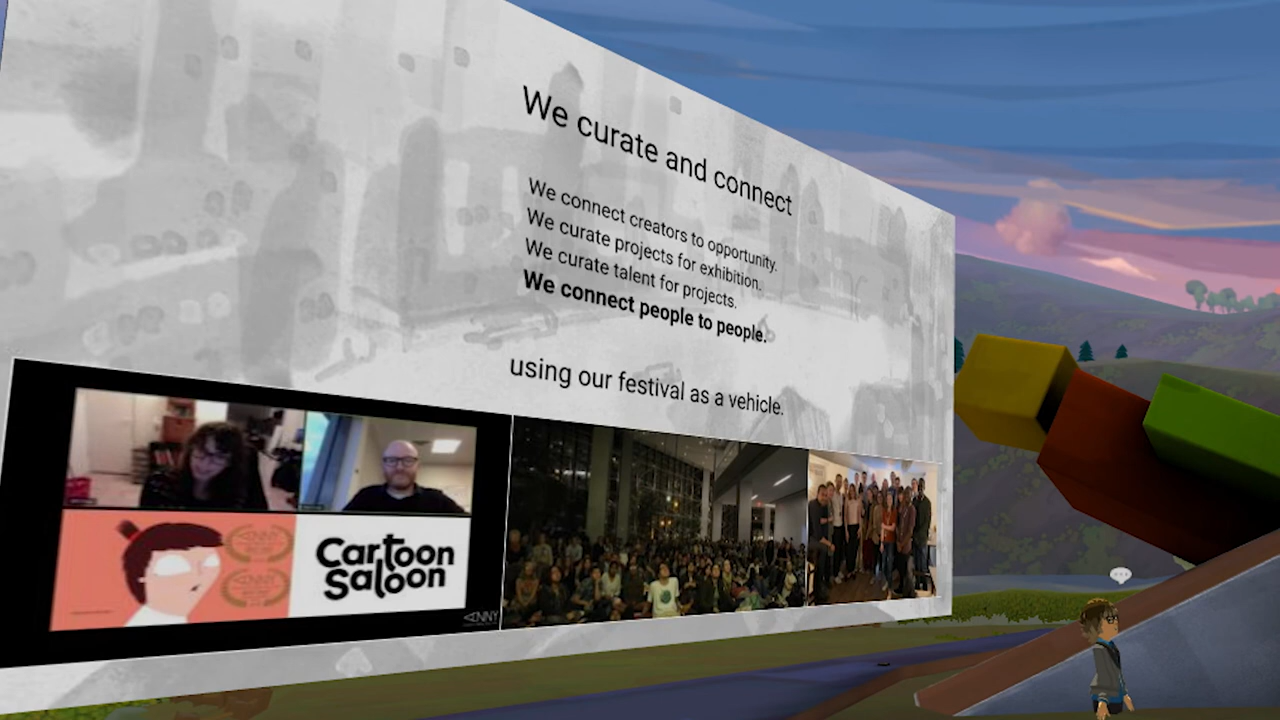 We curate and connect
We connect creators to opportunity.
We curate projects for exhibition.
We curate talent for projects.
We connect people to people.
using our festival as a vehicle.
Cartoon
Saloon
ANNY